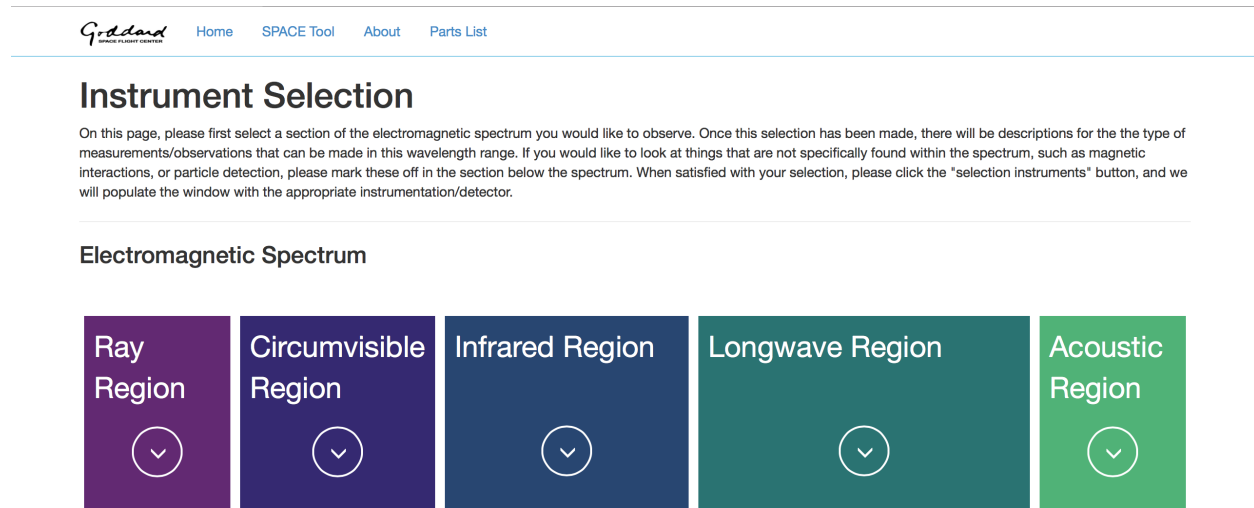 Goddard
SPACE FLIGHT CENTER
Home SPACE Tool About Parts List
Instrument Selection
On this page, please first select a section of the electromagnetic spectrum you would like to observe. Once this selection has been made, there will be descriptions for the the type of
measurements/observations that can be made in this wavelength range. If you would like to look at things that are not specifically found within the spectrum, such as magnetic
interactions, or particle detection, please mark these off in the section below the spectrum. When satisfied with your selection, please click the "selection instruments" button, and we
will populate the window with the appropriate instrumentation/detector.
Electromagnetic Spectrum
Ray
Region
Circumvisible
Region
Infrared Region
Longwave Region
Acoustic
Region